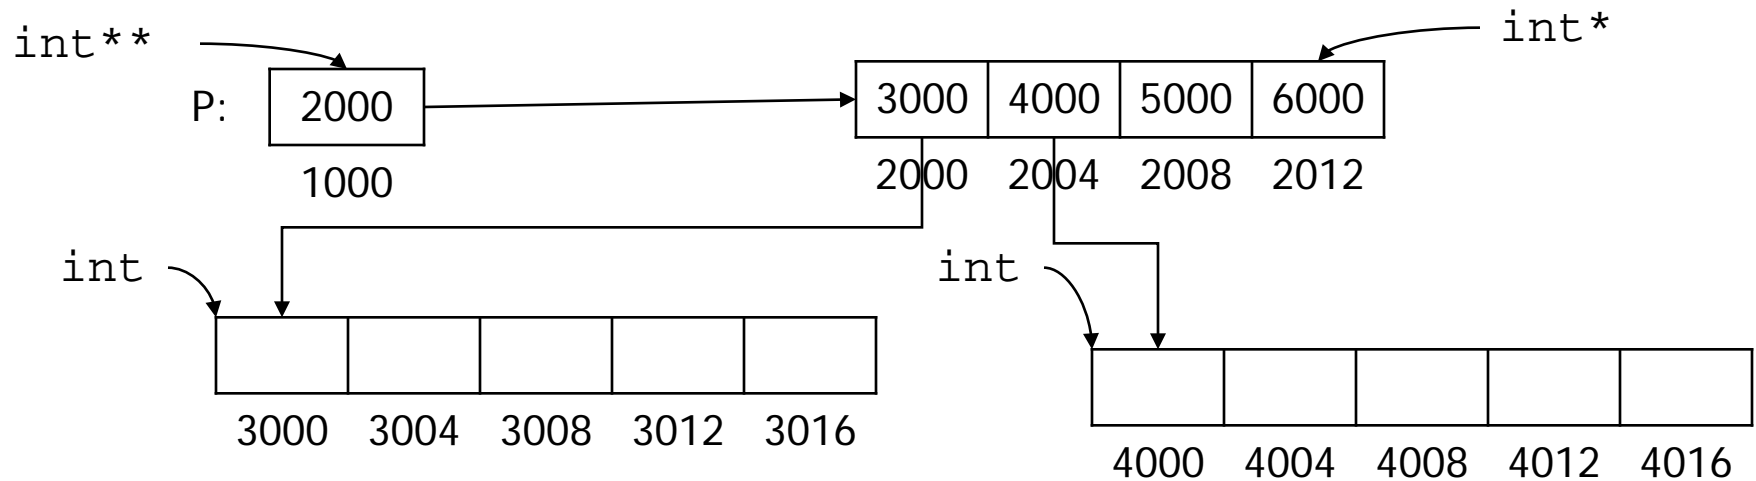 int** int*
P: 2000 3000 4000 5000 6000
1000 2000 2004 2008 2012
int int
3000 3004 3008 3012 3016
4000 4004 4008 4012 4016